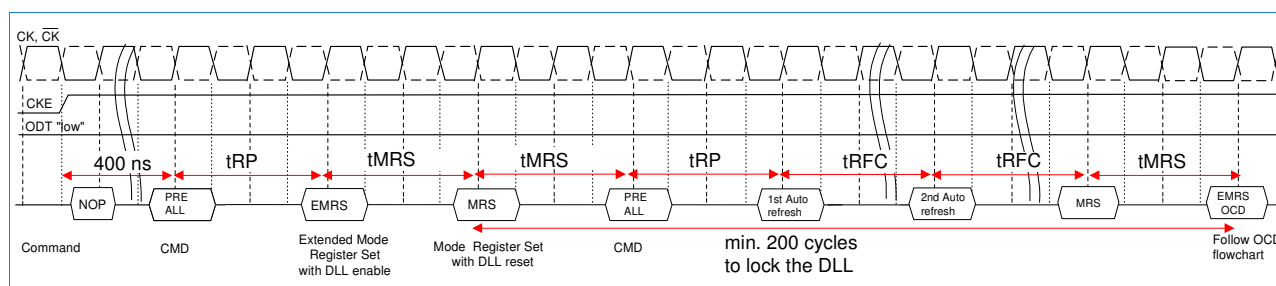 CK, CK
CKE
ODT "low"
400 ns
tRP
tMRS
tMRS
tRP
tRFC
tRFC
tMRS
NOP
PRE
ALL
EMRS
MRS
PRE
ALL
1st Auto
refresh
2nd Auto
refresh
MRS
EMRS
OCD
Command
CMD
Extended Mode
Register Set
with DLL enable
Mode Register Set
with DLL reset
CMD
min. 200 cycles
to lock the DLL
Follow OCD
flowchart